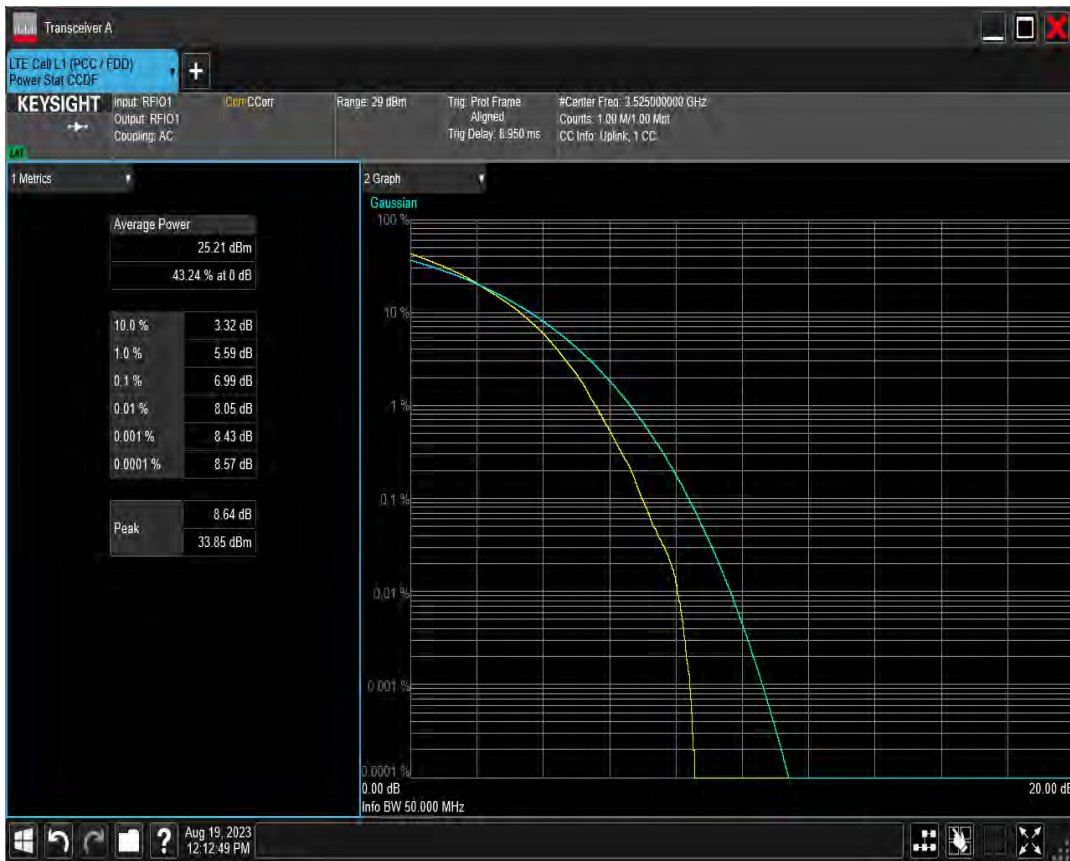 Transceiver A
LTE Cell L1 (PCC / FDD)
Power Stat CCDF
+
KEYSIGHT
Input: RFIO1
Output: RFIO1
Coupling: AC
Corr CCorr
Range: 29 dBm
Trig: Prot Frame
Aligned
Trig Delay: 8.950 ms
#Center Freq: 3.525000000 GHz
Counts: 1.00 M/1.00 Mpt
CC Info: Uplink, 1 CC
LXI
1 Metrics
Average Power
25.21 dBm
43.24 % at 0 dB
10.0 % 3.32 dB
1.0 % 5.59 dB
0.1 % 6.99 dB
0.01 % 8.05 dB
0.001 % 8.43 dB
0.0001 % 8.57 dB
Peak 8.64 dB
33.85 dBm
2 Graph
Gaussian
100 %
10 %
1 %
0.1 %
0.01 %
0.001 %
0.0001 %
0.00 dB 20.00 dB
Info BW 50.000 MHz
? Aug 19, 2023
12:12:49 PM